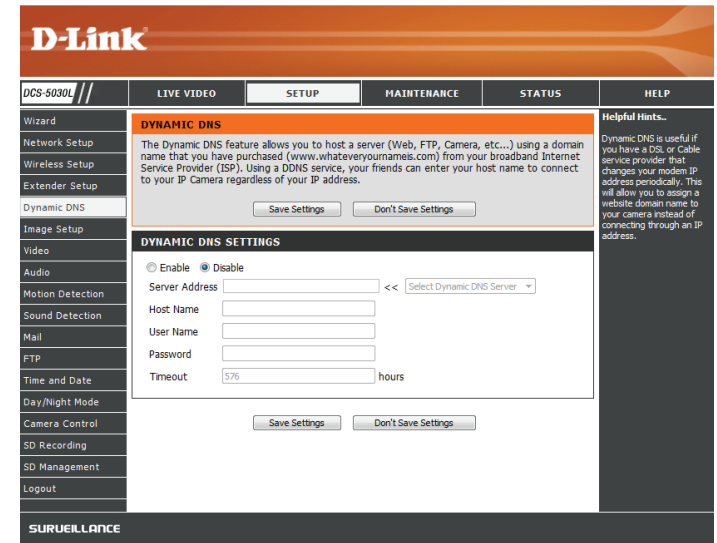 D-Link
DCS-5030L //
LIVE VIDEO
SETUP
MAINTENANCE
STATUS
HELP
Wizard
Network Setup
Wireless Setup
Extender Setup
Dynamic DNS
Image Setup
Video
Audio
Motion Detection
Sound Detection
Mail
FTP
Time and Date
Day/Night Mode
Camera Control
SD Recording
SD Management
Logout
DYNAMIC DNS
The Dynamic DNS feature allows you to host a server (Web, FTP, Camera, etc...) using a domain
name that you have purchased (www.whateveryournameis.com) from your broadband Internet
Service Provider (ISP). Using a DDNS service, your friends can enter your host name to connect
to your IP Camera regardless of your IP address.
Save Settings
Don't Save Settings
DYNAMIC DNS SETTINGS
Enable
Disable
Server Address
<<
Select Dynamic DNS Server
Host Name
User Name
Password
Timeout
576
hours
Save Settings
Don't Save Settings
Helpful Hints..
Dynamic DNS is useful if
you have a DSL or Cable
service provider that
changes your modem IP
address periodically. This
will allow you to assign a
website domain name to
your camera instead of
connecting through an IP
address.
SURVEILLANCE